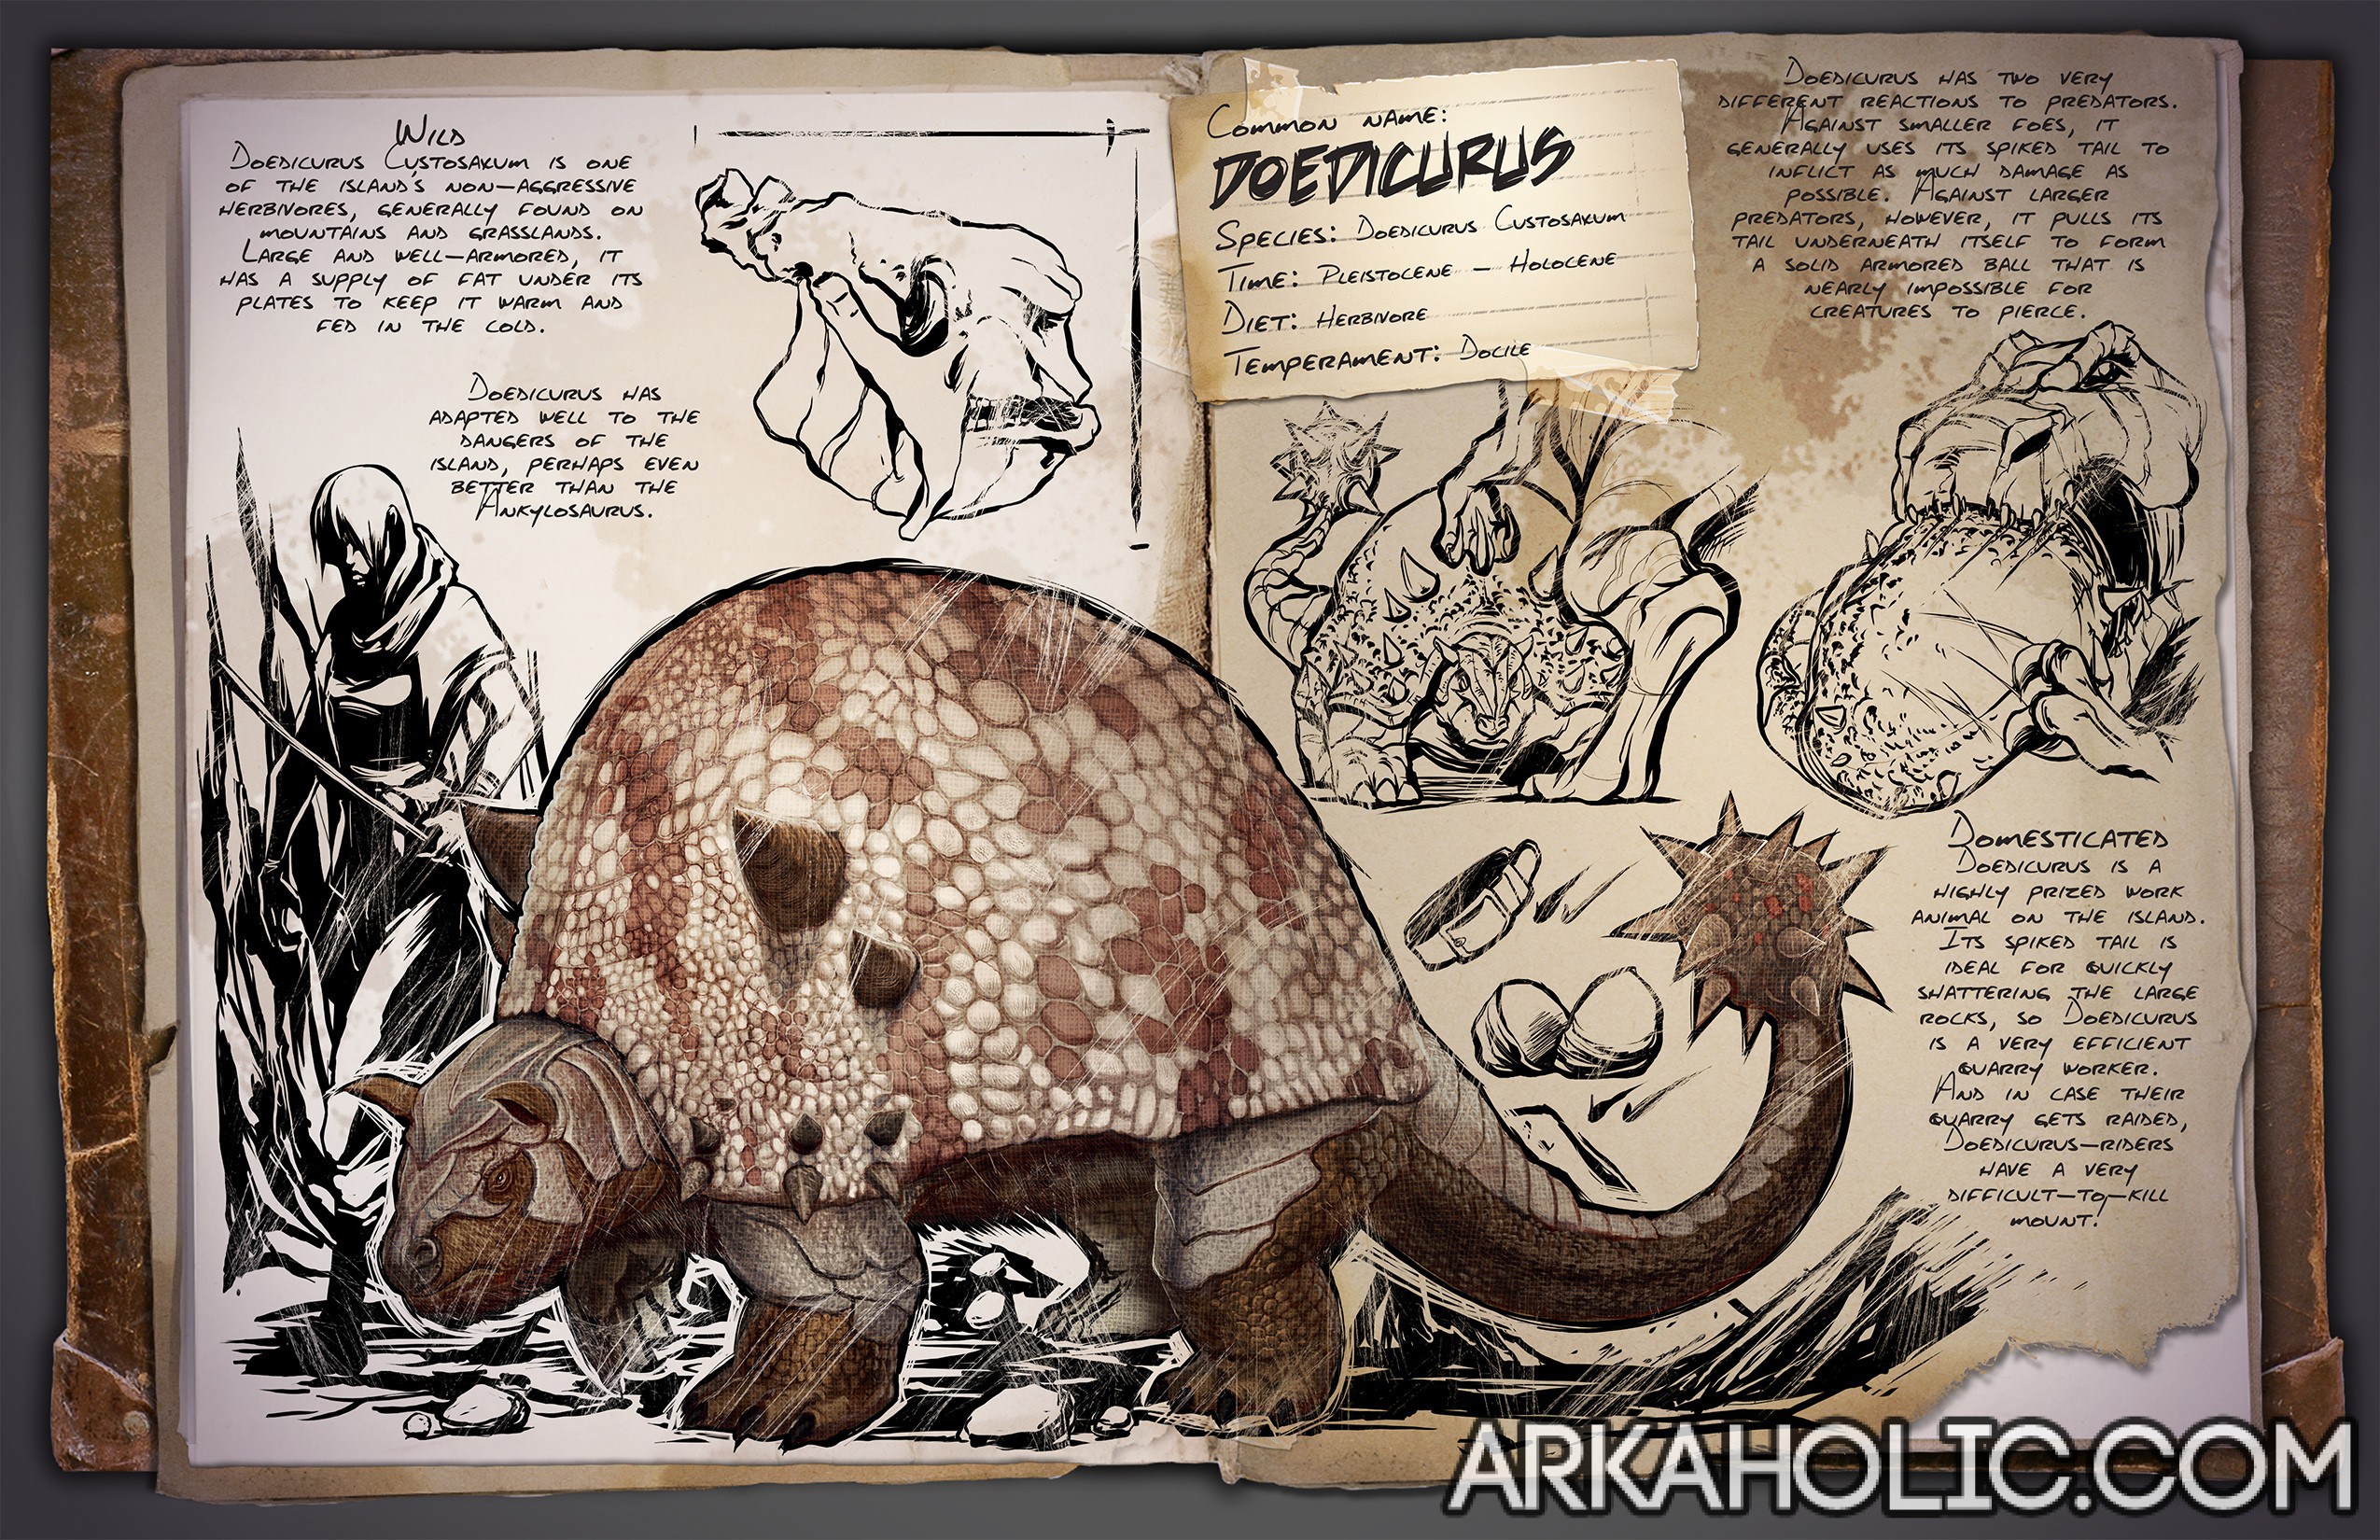 Wild
Doedicurus Custosaxum is one
of the island's non-aggressive
herbivores, generally found on
mountains and grasslands.
Large and well-armored, it
has a supply of fat under its
plates to keep it warm and
fed in the cold.
Doedicurus has
adapted well to the
dangers of the
island, perhaps even
better than the
Ankylosaurus.
Common name:
DOEDICURUS
Species: Doedicurus Custosaxum
Time: Pleistocene - Holocene
Diet: Herbivore
Temperament: Docile
Doedicurus has two very
different reactions to predators.
Against smaller foes, it
generally uses its spiked tail to
inflict as much damage as
possible. Against larger
predators, however, it pulls its
tail underneath itself to form
a solid armored ball that is
nearly impossible for
creatures to pierce.
Domesticated
Doedicurus is a
highly prized work
animal on the island.
Its spiked tail is
ideal for quickly
shattering the large
rocks, so Doedicurus
is a very efficient
quarry worker.
And in case their
quarry gets raided,
Doedicurus-riders
have a very
difficult-to-kill
mount.
ARKAHOLIC.COM